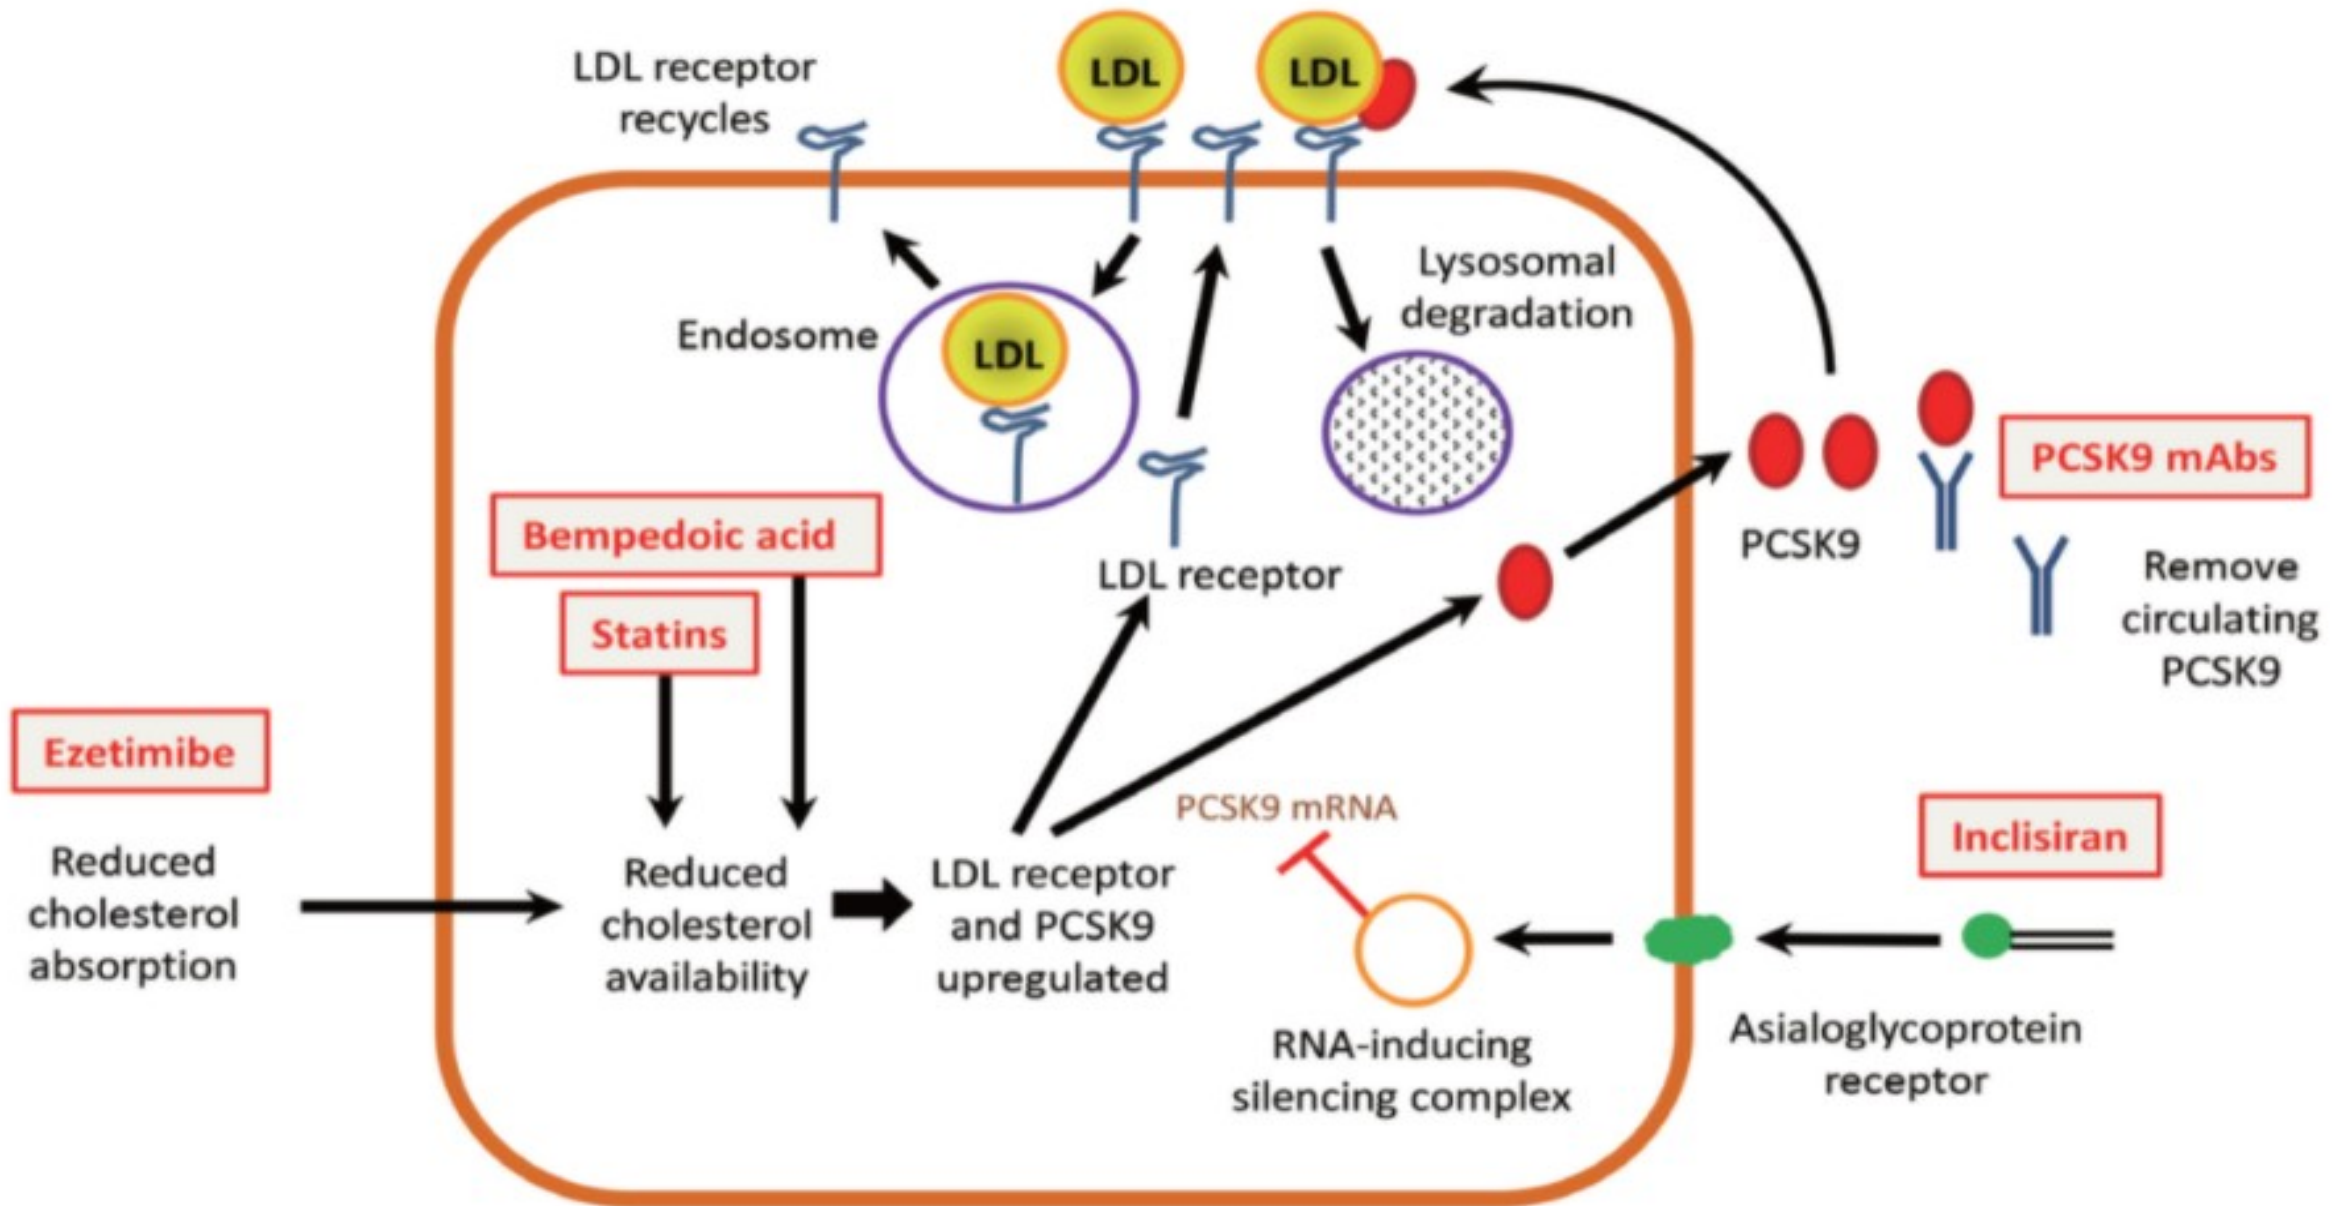 LDL receptor
recycles
LDL
LDL
Lysosomal
degradation
Endosome
LDL
PCSK9 mAbs
Bempedoic acid
PCSK9
Remove
circulating
PCSK9
LDL receptor
Statins
Ezetimibe
PCSK9 mRNA
Inclisiran
Reduced
cholesterol
absorption
Reduced
cholesterol
availability
LDL receptor
and PCSK9
upregulated
RNA-inducing
silencing complex
Asialoglycoprotein
receptor